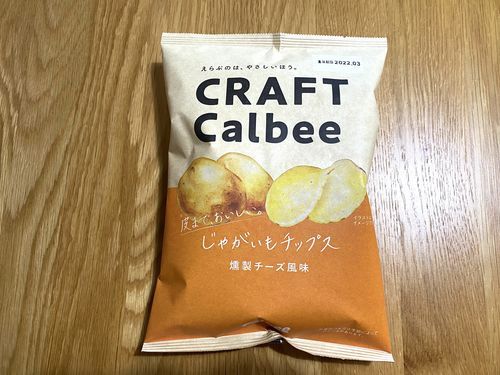 えらぶのは、やさしいほう。
賞味期限2022.03
CRAFT
Calbee
皮まで、おいしい。
じゃがいもチップス
燻製チーズ風味